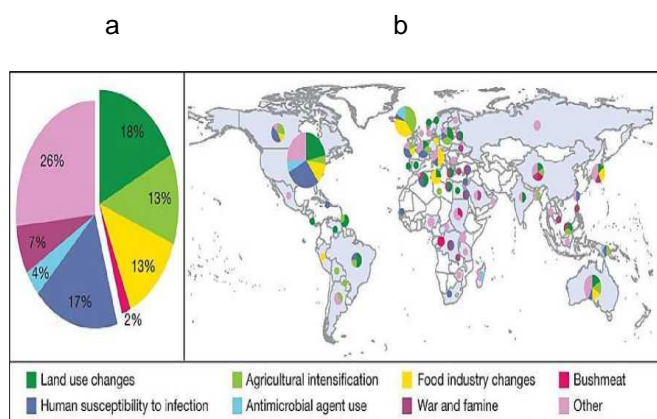 a b
18%
26%
13%
7%
4%
13%
17%
2%
Land use changes Agricultural intensification Food industry changes Bushmeat
Human susceptibility to infection Antimicrobial agent use War and famine Other